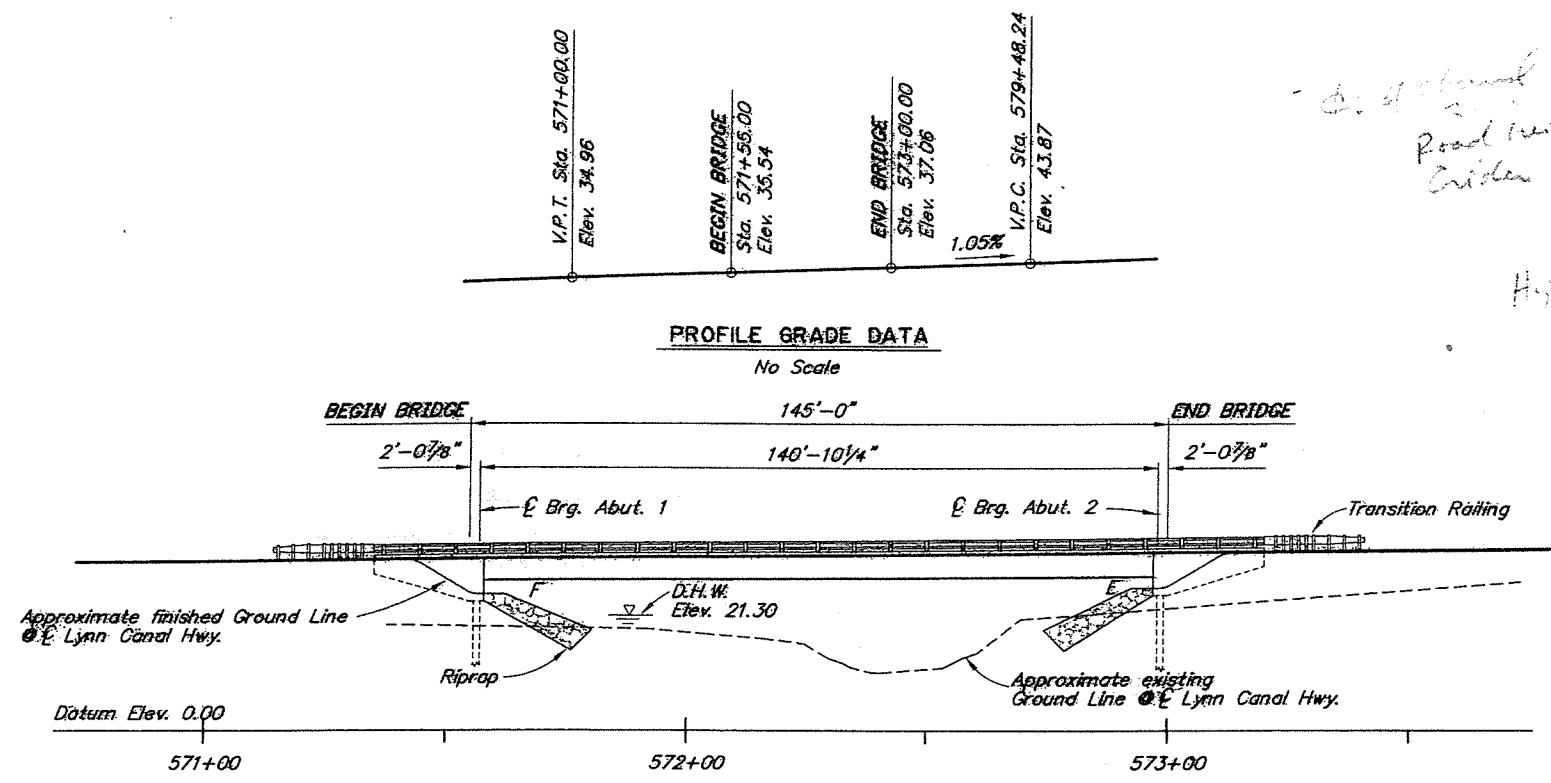 V.P.T. Sta. 571+00.00
Elev. 34.96
BEGIN BRIDGE
Sta. 571+55.00
Elev. 35.54
END BRIDGE
Sta. 573+00.00
Elev. 37.06
1.05%
V.P.C. Sta. 579+48.24
Elev. 43.87
Road
PROFILE GRADE DATA
No Scale
BEGIN BRIDGE
145'-0"
END BRIDGE
2'-0⅞"
140'-10¼"
2'-0⅞"
℄ Brg. Abut. 1
℄ Brg. Abut. 2
Transition Railing
F
E
D.H.W.
Elev. 21.30
Approximate finished Ground Line
@ ℄ Lynn Canal Hwy.
Riprap
Approximate existing
Ground Line @ ℄ Lynn Canal Hwy.
Datum Elev. 0.00
571+00
572+00
573+00